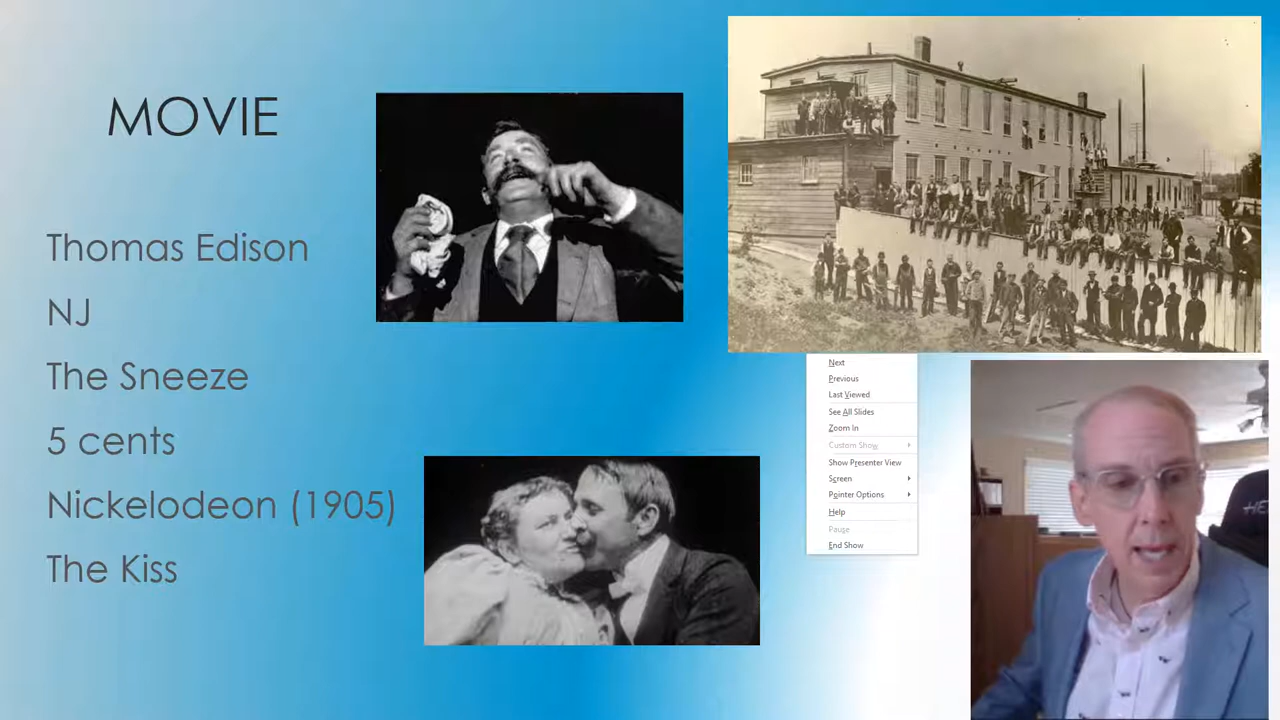 MOVIE
Thomas Edison
NJ
The Sneeze
5 cents
Nickelodeon (1905)
The Kiss
Next
Previous
Last Viewed
See All Slides
Zoom In
Custom Show
Show Presenter View
Screen
Pointer Options
Help
Pause
End Show